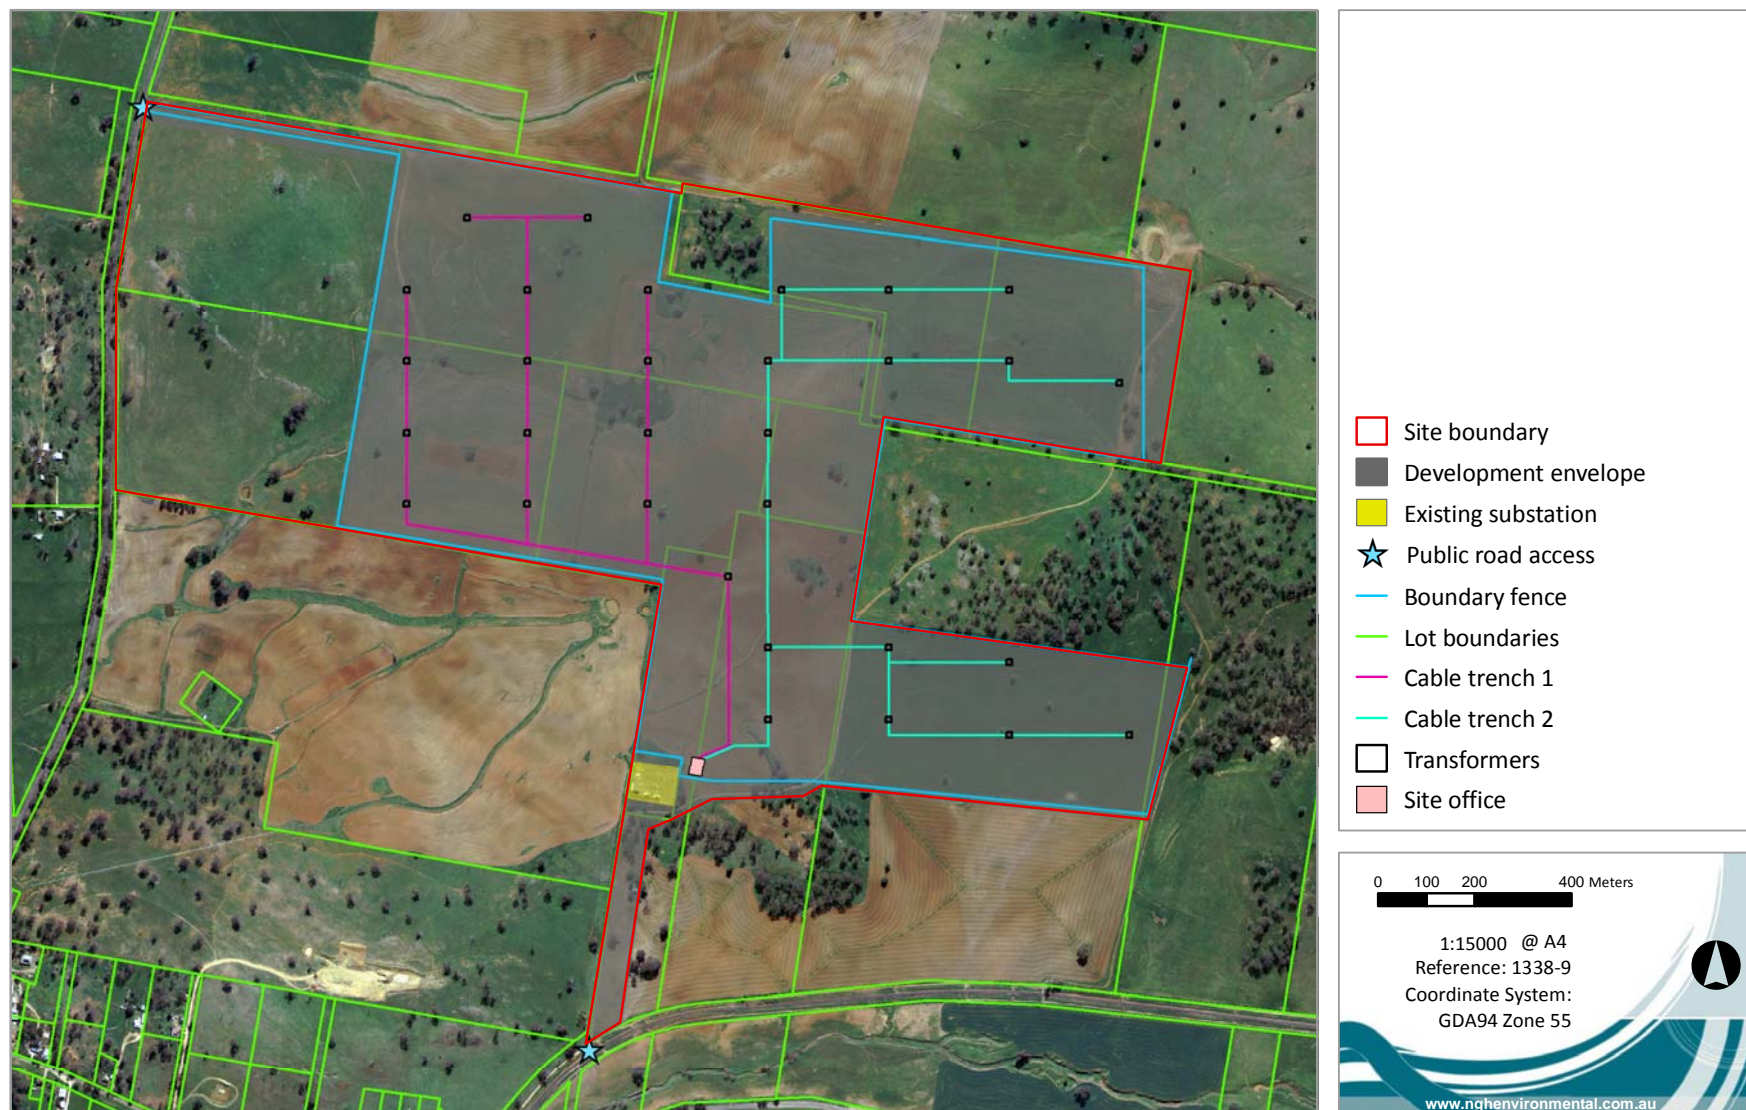 Site boundary
Development envelope
Existing substation
Public road access
Boundary fence
Lot boundaries
Cable trench 1
Cable trench 2
Transformers
Site office
0 100 200 400 Meters
1:15000 @ A4
Reference: 1338-9
Coordinate System:
GDA94 Zone 55
www.nghenvironmental.com.au